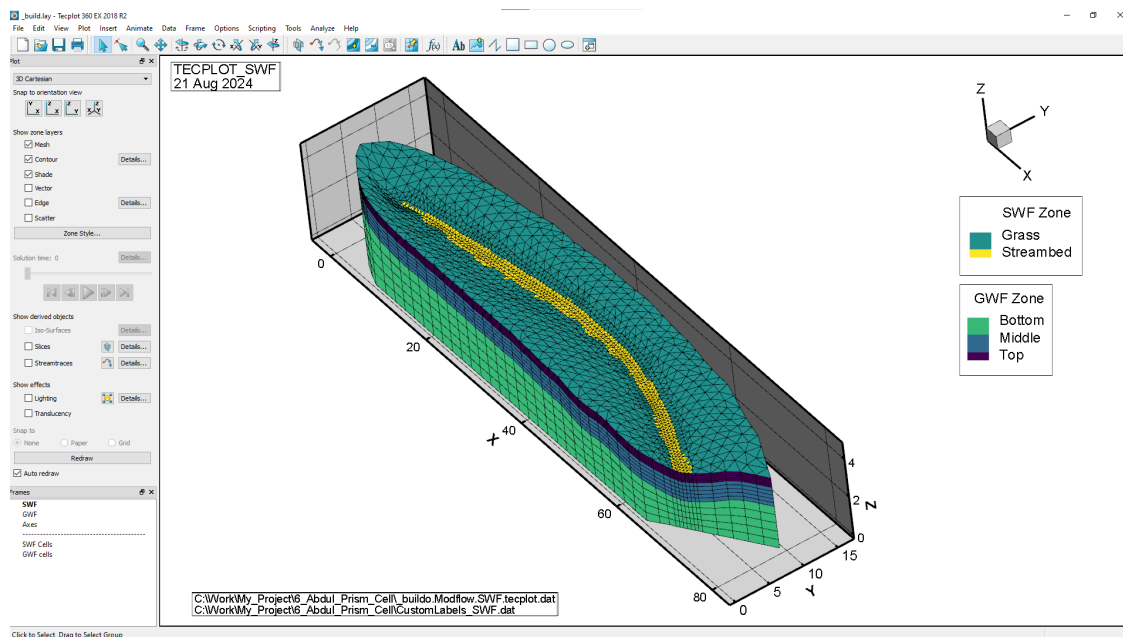 _build.lay - Tecplot 360 EX 2018 R2
File Edit View Plot Insert Animate Data Frame Options Scripting Tools Analyze Help
Plot
3D Cartesian
Snap to orientation view
Show zone layers
Mesh
Contour Details...
Shade
Vector
Edge Details...
Scatter
Zone Style...
Solution time: 0 Details...
Show derived objects
Iso-Surfaces Details...
Slices Details...
Streamtraces Details...
Show effects
Lighting Details...
Translucency
Snap to
None Paper Grid
Redraw
Auto redraw
Frames
SWF
GWF
Axes
SWF Cells
GWF cells
TECPLOT_SWF
21 Aug 2024
Z
Y
X
SWF Zone
Grass
Streambed
GWF Zone
Bottom
Middle
Top
0
20
X 40
60
80
0
5
10
15
Y
0
2
4
Z
C:\Work\My_Project\6_Abdul_Prism_Cell\_buildo.Modflow.SWF.tecplot.dat
C:\Work\My_Project\6_Abdul_Prism_Cell\CustomLabels_SWF.dat
Click to Select, Drag to Select Group